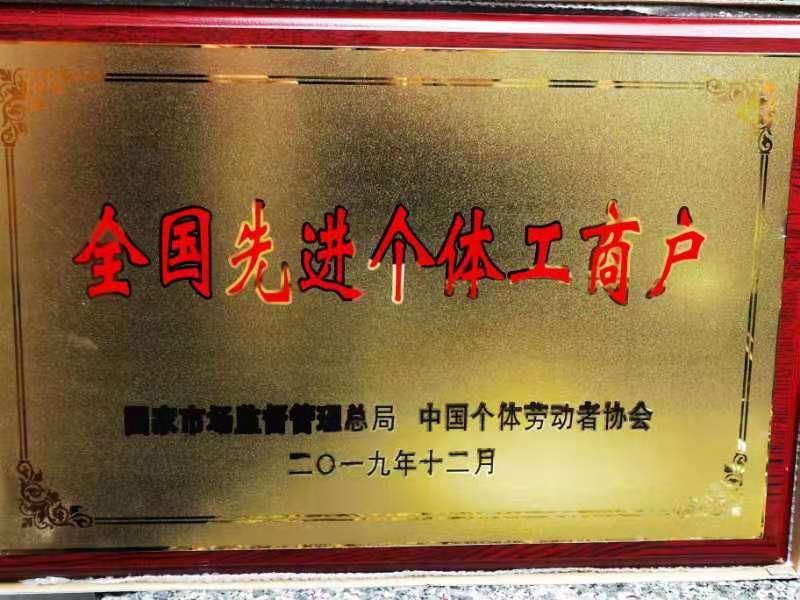 全国先进个体工商户
国家市场监督管理总局 中国个体劳动者协会
二〇一九年十二月